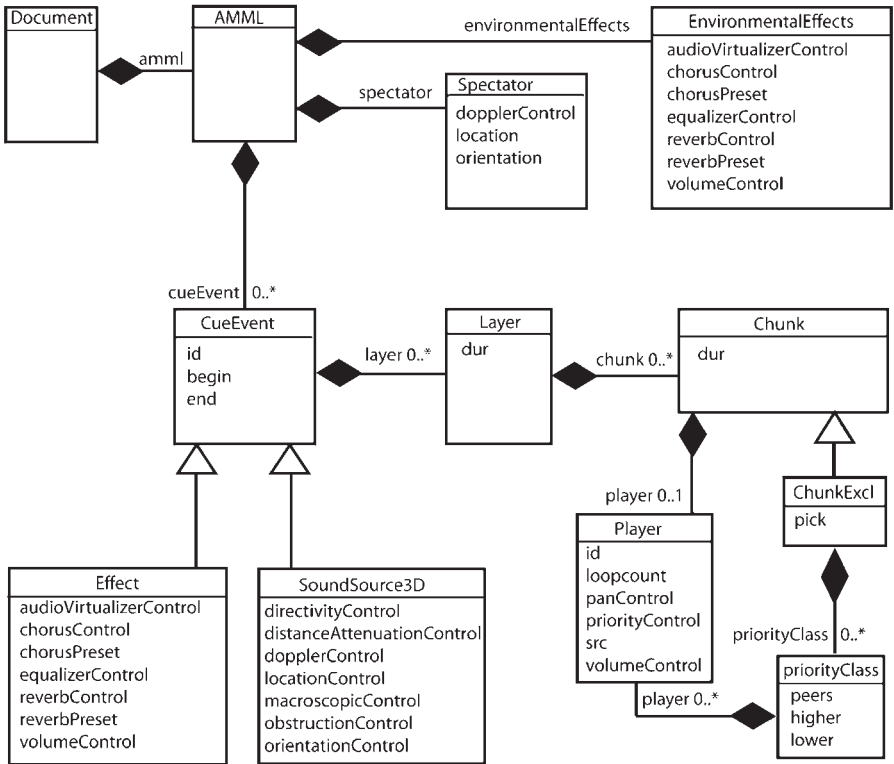 Document
AMML
environmentalEffects
EnvironmentalEffects
audioVirtualizerControl
chorusControl
chorusPreset
equalizerControl
reverbControl
reverbPreset
volumeControl
amml
spectator
Spectator
dopplerControl
location
orientation
cueEvent 0..*
CueEvent
id
begin
end
layer 0..*
Layer
dur
chunk 0..*
Chunk
dur
player 0..1
Player
id
loopcount
panControl
priorityControl
src
volumeControl
ChunkExcl
pick
priorityClass 0..*
priorityClass
peers
higher
lower
player 0..*
Effect
audioVirtualizerControl
chorusControl
chorusPreset
equalizerControl
reverbControl
reverbPreset
volumeControl
SoundSource3D
directivityControl
distanceAttenuationControl
dopplerControl
locationControl
macroscopicControl
obstructionControl
orientationControl